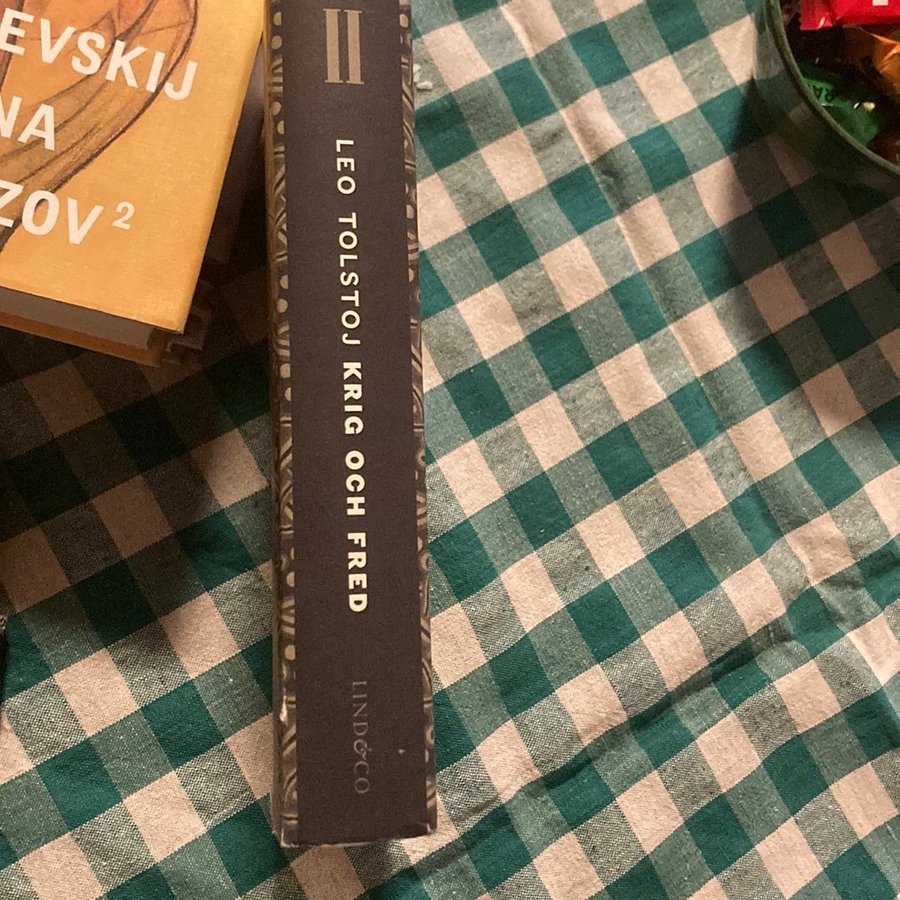 EVSKIJ
NA
ZOV 2
II
LEO TOLSTOJ KRIG OCH FRED
LIND&CO